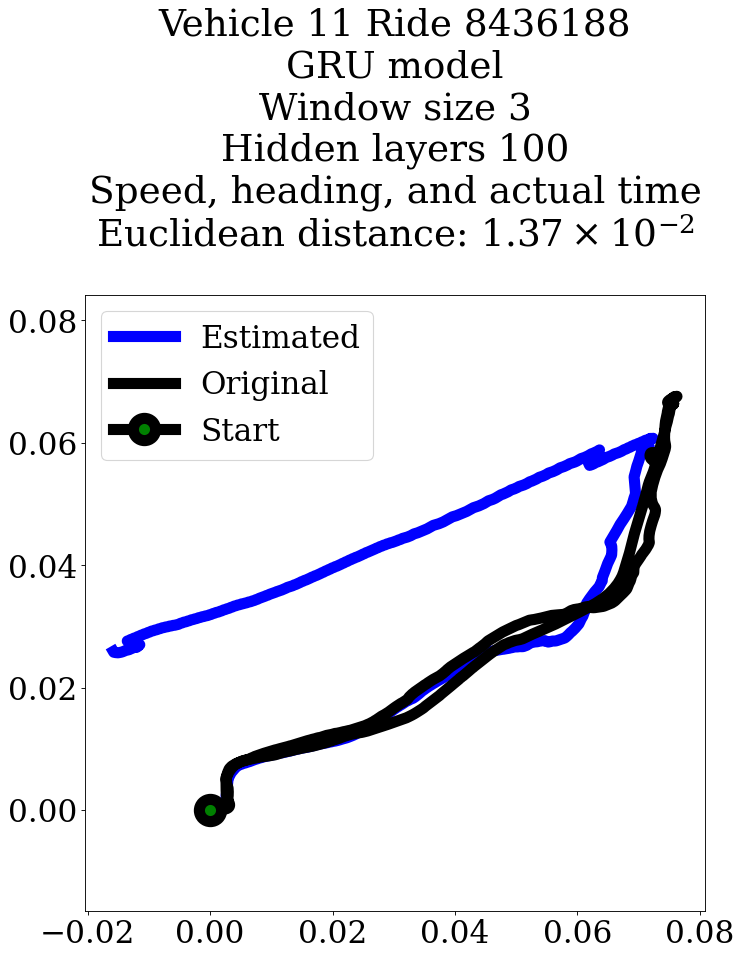 Vehicle 11 Ride 8436188
GRU model
Window size 3
Hidden layers 100
Speed, heading, and actual time
Euclidean distance: 1.37 × 10⁻²
0.08
0.06
0.04
0.02
0.00
Estimated
Original
Start
−0.02 0.00 0.02 0.04 0.06 0.08